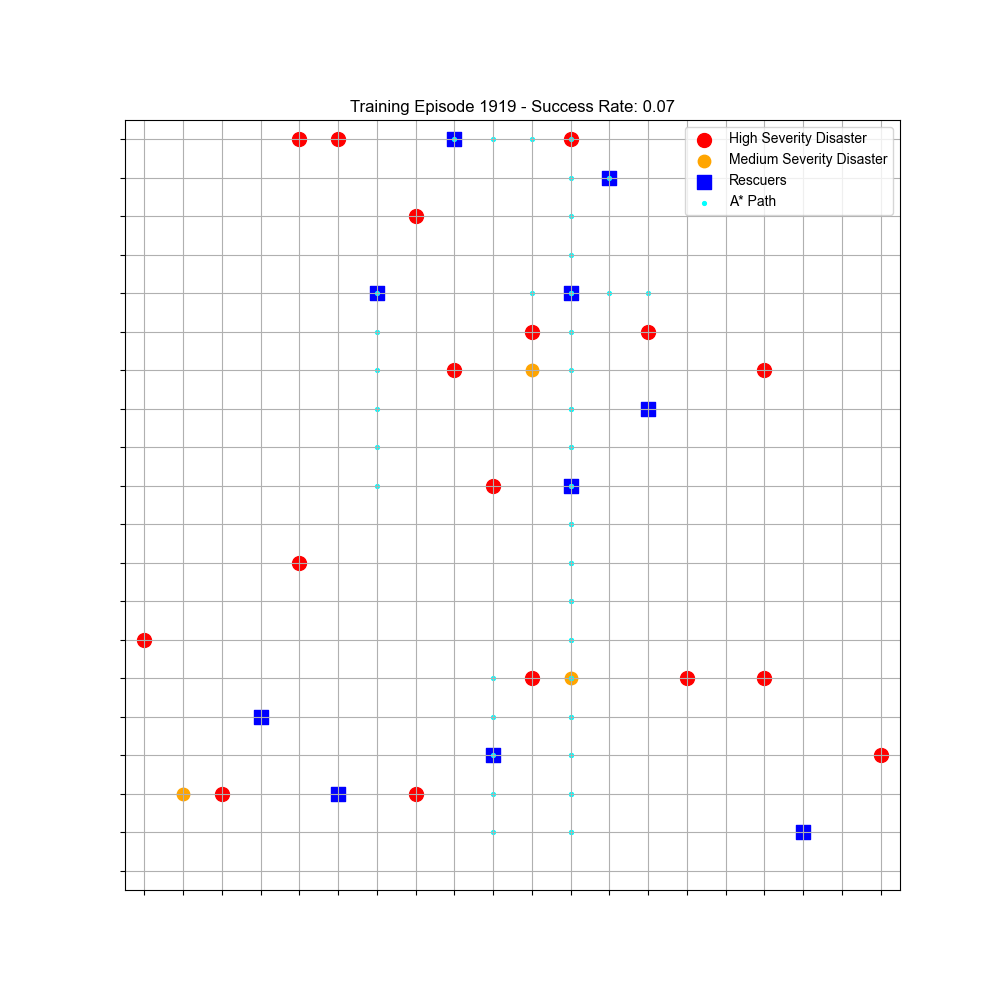 Training Episode 1919 - Success Rate: 0.07
High Severity Disaster
Medium Severity Disaster
Rescuers
A* Path